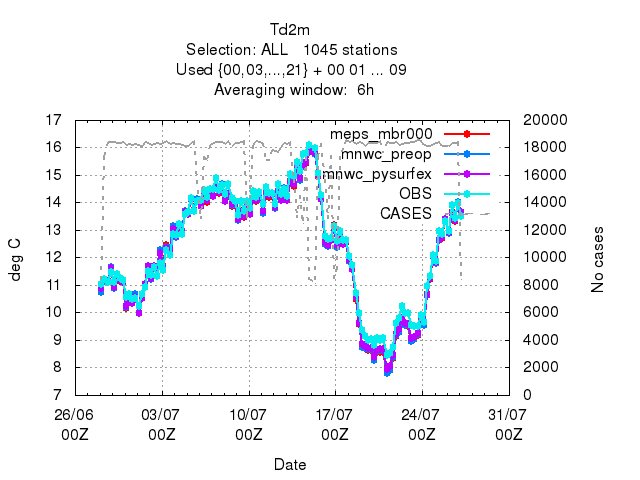 Td2m
Selection: ALL   1045 stations
Used {00,03,...,21} + 00 01 ... 09
Averaging window:  6h
17 20000
16 18000
15 16000
14 14000
13 12000
12 10000
11 8000
10 6000
9 4000
8 2000
7 0
meps_mbr000
mnwc_preop
mnwc_pysurfex
OBS
CASES
deg C
No cases
26/06 03/07 10/07 17/07 24/07 31/07
00Z 00Z 00Z 00Z 00Z 00Z
Date